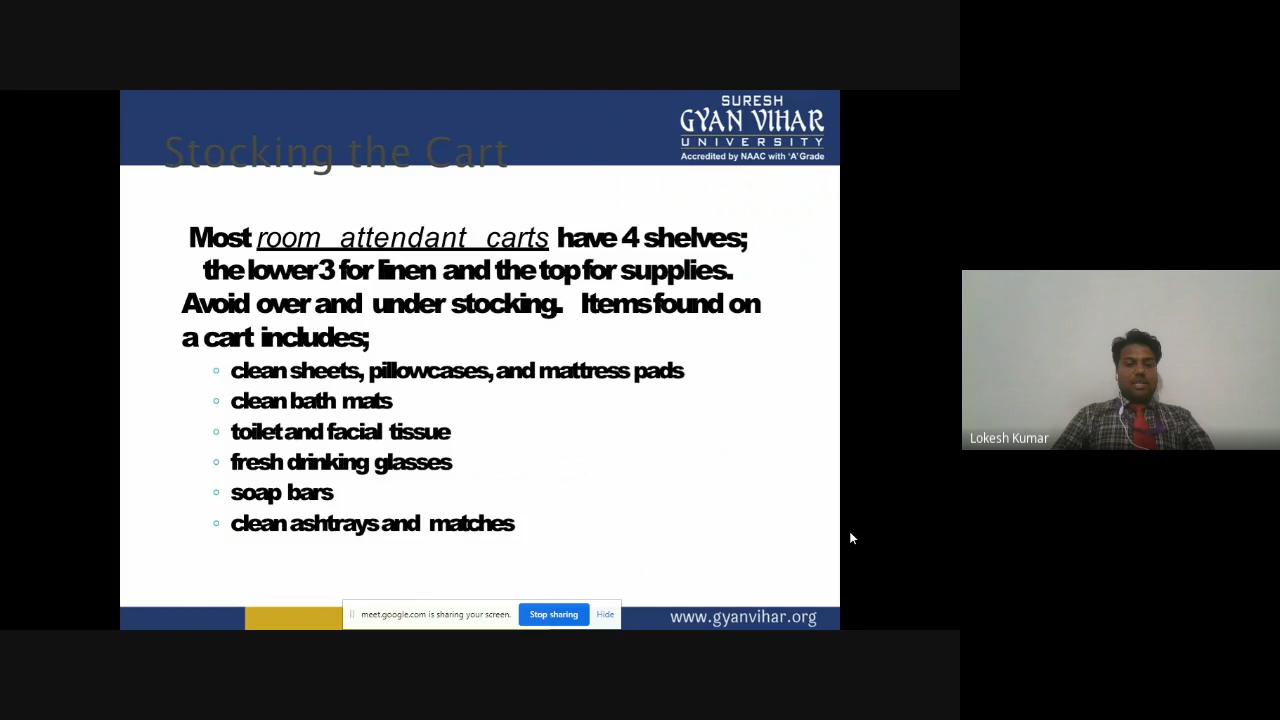 SURESH
GYAN VIHAR
UNIVERSITY
Accredited by NAAC with 'A' Grade
Stocking the Cart
Most room attendant carts have 4 shelves;
the lower 3 for linen and the top for supplies.
Avoid over and under stocking. Items found on
a cart includes;
clean sheets, pillowcases, and mattress pads
clean bath mats
toilet and facial tissue
fresh drinking glasses
soap bars
clean ashtrays and matches
Lokesh Kumar
meet.google.com is sharing your screen. Stop sharing Hide
www.gyanvihar.org